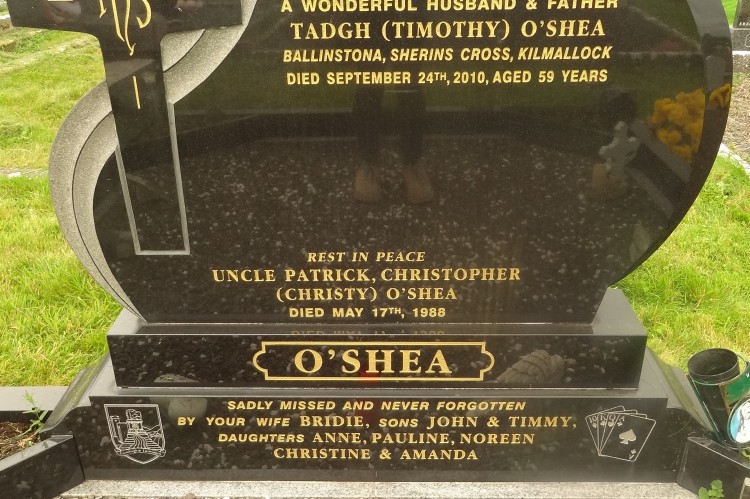 A WONDERFUL HUSBAND & FATHER
TADGH (TIMOTHY) O'SHEA
BALLINSTONA, SHERINS CROSS, KILMALLOCK
DIED SEPTEMBER 24TH, 2010, AGED 59 YEARS
REST IN PEACE
UNCLE PATRICK, CHRISTOPHER
(CHRISTY) O'SHEA
DIED MAY 17TH, 1988
O'SHEA
SADLY MISSED AND NEVER FORGOTTEN
BY YOUR WIFE BRIDIE, SONS JOHN & TIMMY,
DAUGHTERS ANNE, PAULINE, NOREEN
CHRISTINE & AMANDA